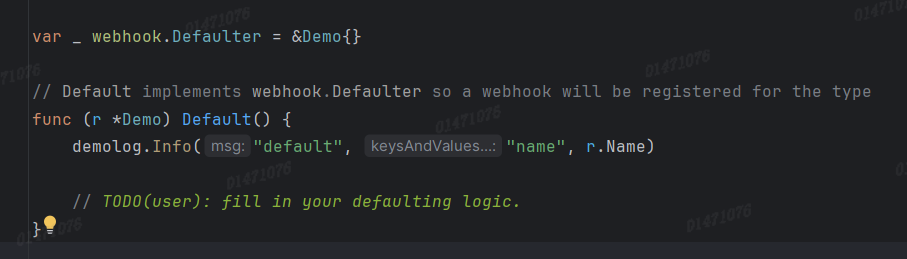 var _ webhook.Defaulter = &Demo{}
// Default implements webhook.Defaulter so a webhook will be registered for the type
func (r *Demo) Default() {
demolog.Info( msg: "default", keysAndValues...: "name", r.Name)
// TODO(user): fill in your defaulting logic.
}
01471076
01471076
01471076
01471076
01471076
01471076